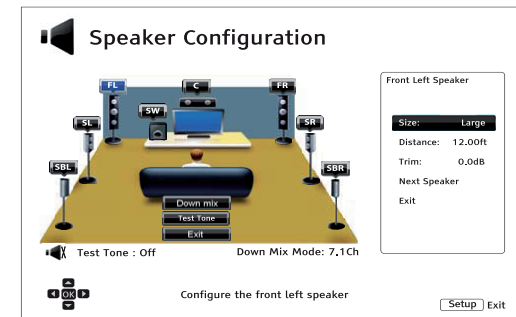 Speaker Configuration
FL
C
FR
SW
SL
SR
SBL
SBR
Down mix
Test Tone
Exit
Test Tone : Off
Down Mix Mode: 7.1Ch
Front Left Speaker
Size: Large
Distance: 12.00ft
Trim: 0.0dB
Next Speaker
Exit
OK
Configure the front left speaker
Setup Exit